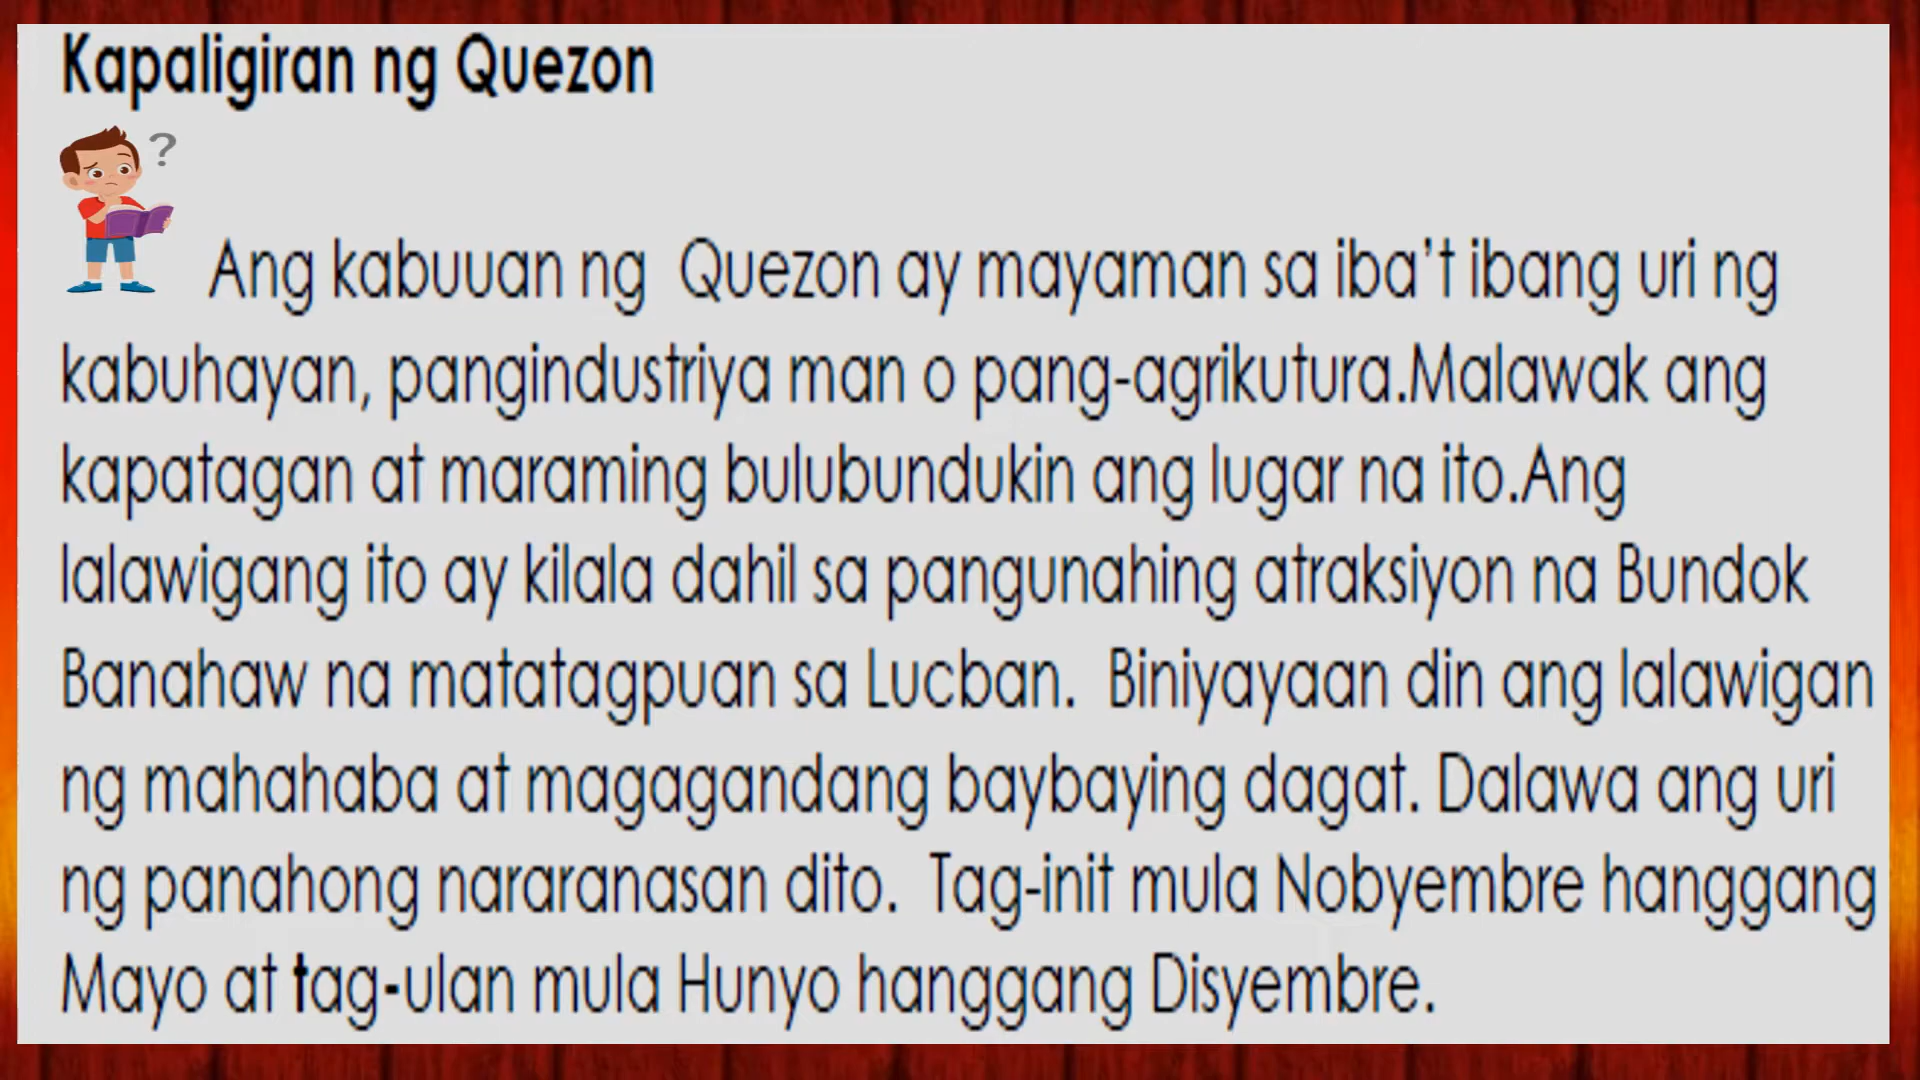 Kapaligiran ng Quezon
?
Ang kabuuan ng Quezon ay mayaman sa iba't ibang uri ng
kabuhayan, pangindustriya man o pang-agrikutura.Malawak ang
kapatagan at maraming bulubundukin ang lugar na ito.Ang
lalawigang ito ay kilala dahil sa pangunahing atraksiyon na Bundok
Banahaw na matatagpuan sa Lucban. Biniyayaan din ang lalawigan
ng mahahaba at magagandang baybaying dagat. Dalawa ang uri
ng panahong nararanasan dito. Tag-init mula Nobyembre hanggang
Mayo at tag-ulan mula Hunyo hanggang Disyembre.